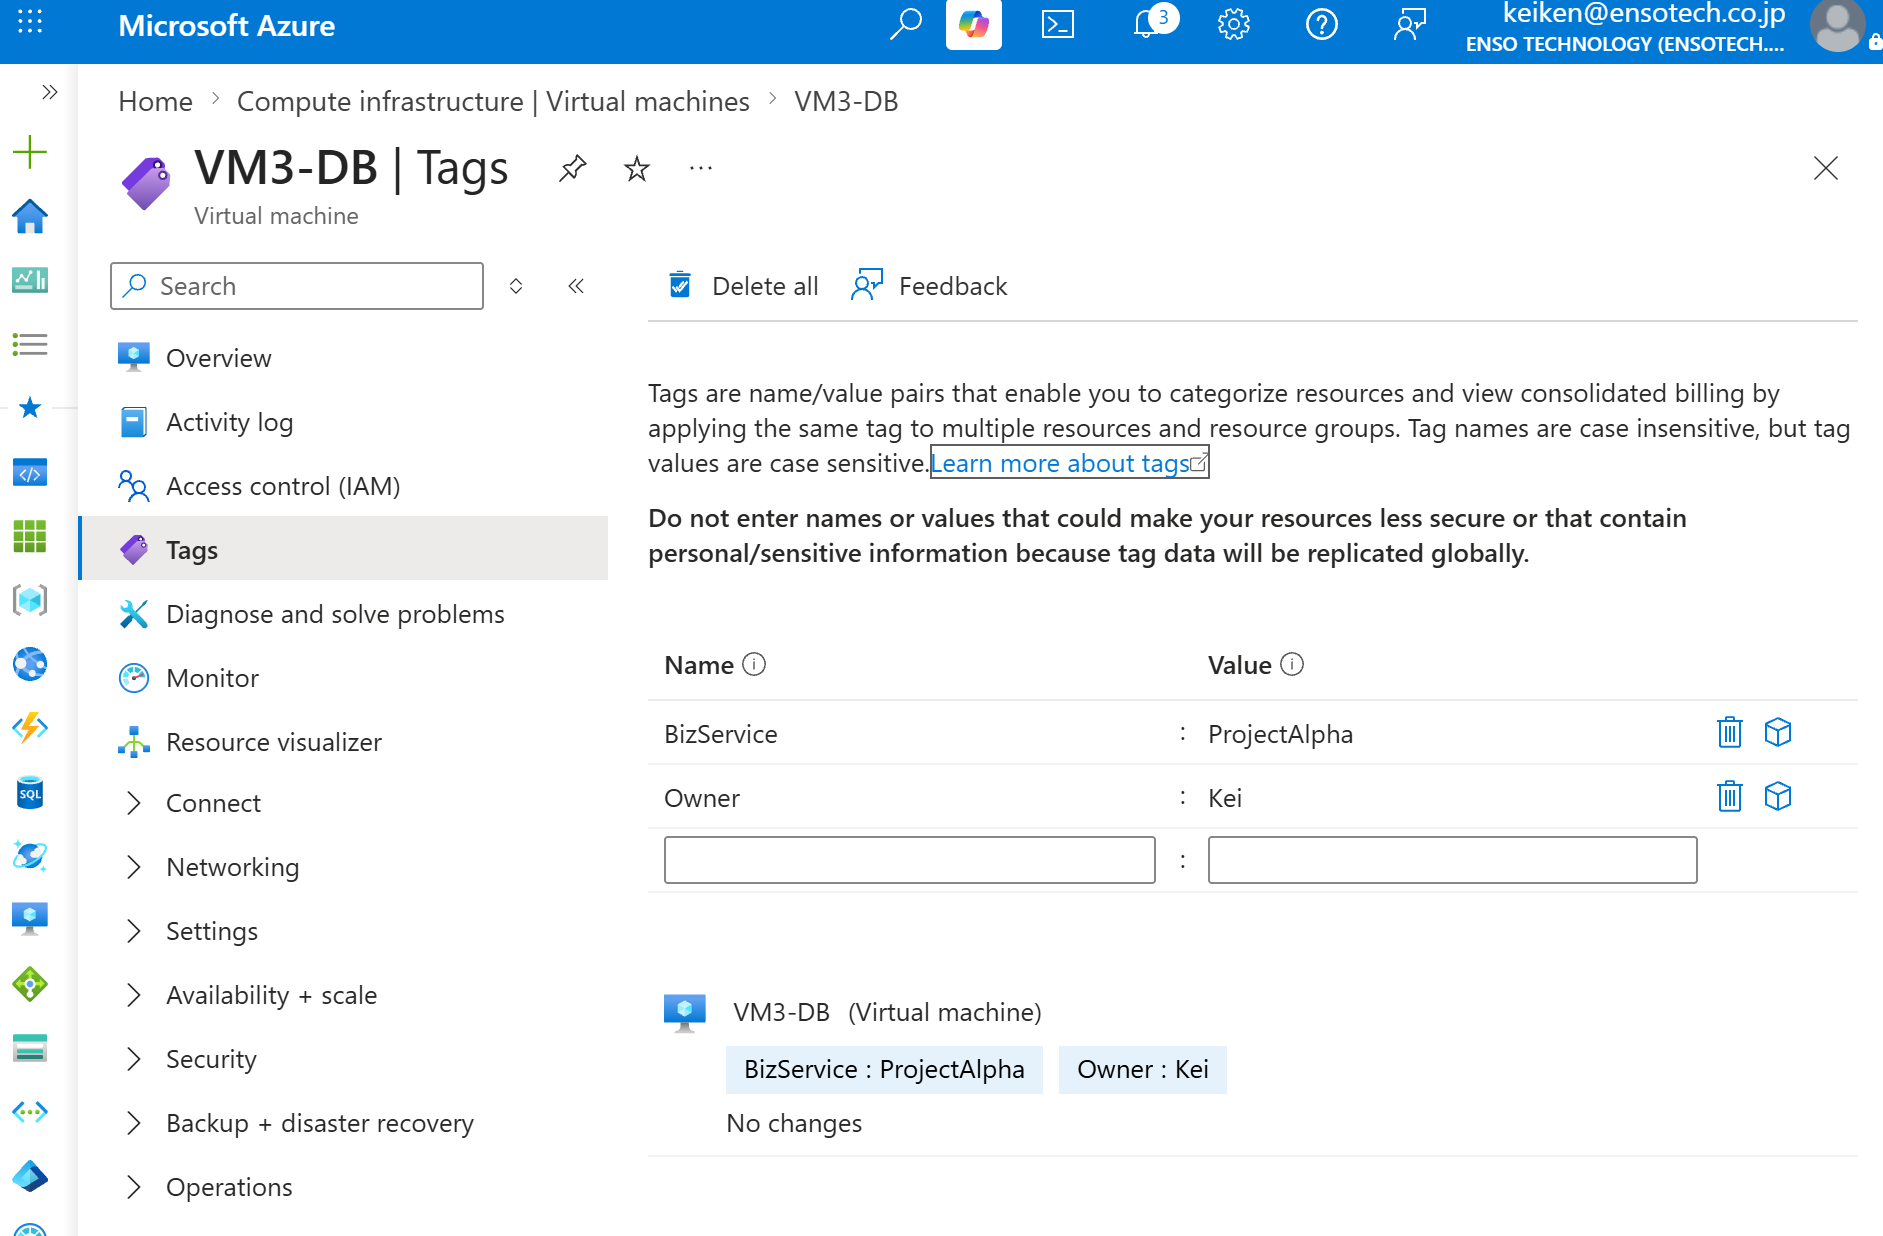 Microsoft Azure
3
keiken@ensotech.co.jp
ENSO TECHNOLOGY (ENSOTECH....
Home > Compute infrastructure | Virtual machines > VM3-DB
VM3-DB | Tags
Virtual machine
Search
Overview
Activity log
Access control (IAM)
Tags
Diagnose and solve problems
Monitor
Resource visualizer
Connect
Networking
Settings
Availability + scale
Security
Backup + disaster recovery
Operations
Delete all
Feedback
Tags are name/value pairs that enable you to categorize resources and view consolidated billing by
applying the same tag to multiple resources and resource groups. Tag names are case insensitive, but tag
values are case sensitive.Learn more about tags
Do not enter names or values that could make your resources less secure or that contain
personal/sensitive information because tag data will be replicated globally.
Name Value
BizService : ProjectAlpha
Owner : Kei
:
VM3-DB (Virtual machine)
BizService : ProjectAlpha Owner : Kei
No changes
SQL